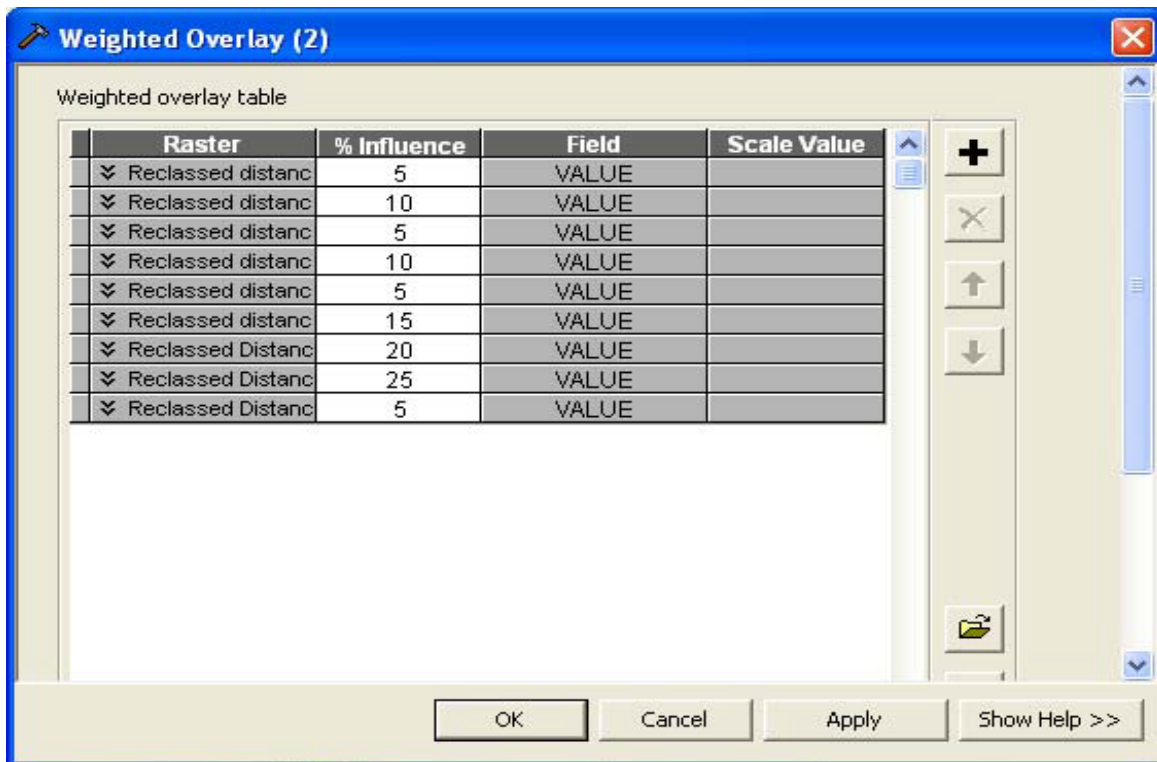 Weighted Overlay (2)
Weighted overlay table
Raster % Influence Field Scale Value
Reclassed distanc 5 VALUE
Reclassed distanc 10 VALUE
Reclassed distanc 5 VALUE
Reclassed distanc 10 VALUE
Reclassed distanc 5 VALUE
Reclassed distanc 15 VALUE
Reclassed Distanc 20 VALUE
Reclassed Distanc 25 VALUE
Reclassed Distanc 5 VALUE
OK Cancel Apply Show Help >>